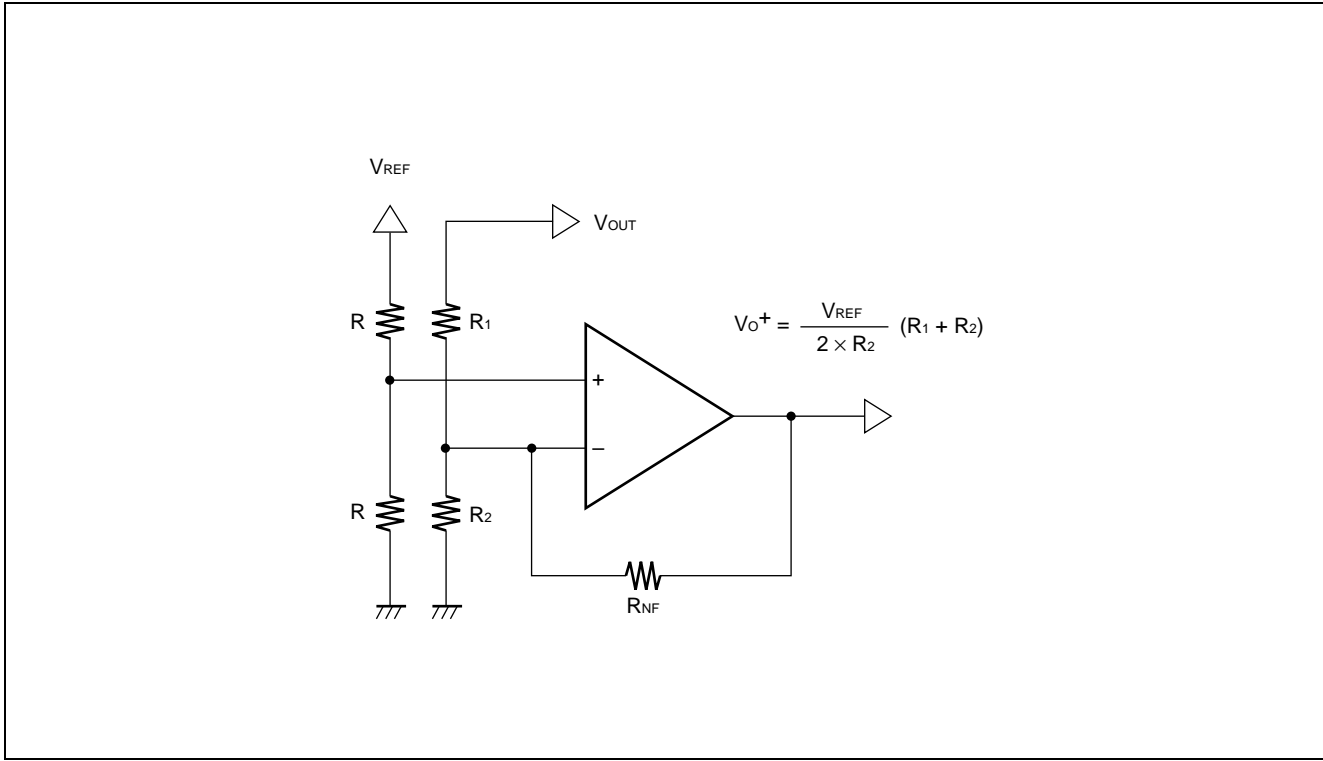 VREF
VOUT
R
R1
VO+ = VREF / 2 × R2 (R1 + R2)
+
–
R
R2
RNF